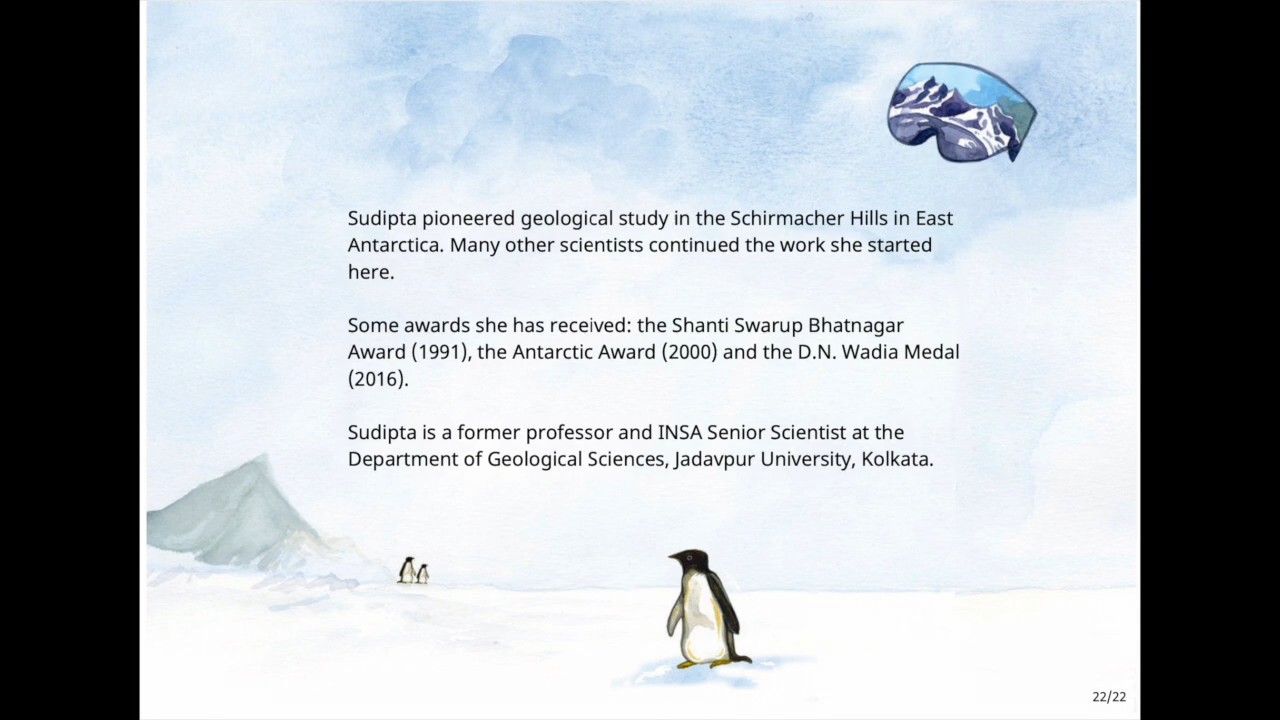 Sudipta pioneered geological study in the Schirmacher Hills in East
Antarctica. Many other scientists continued the work she started
here.
Some awards she has received: the Shanti Swarup Bhatnagar
Award (1991), the Antarctic Award (2000) and the D.N. Wadia Medal
(2016).
Sudipta is a former professor and INSA Senior Scientist at the
Department of Geological Sciences, Jadavpur University, Kolkata.
22/22